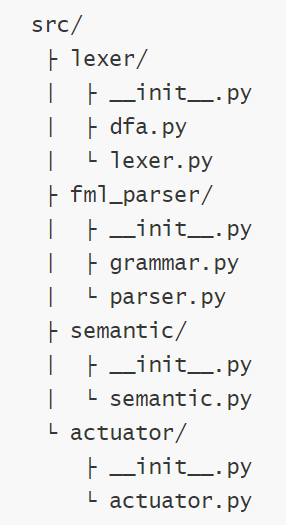 src/
├ lexer/
│  ├ __init__.py
│  ├ dfa.py
│  └ lexer.py
├ fml_parser/
│  ├ __init__.py
│  ├ grammar.py
│  └ parser.py
├ semantic/
│  ├ __init__.py
│  └ semantic.py
└ actuator/
   ├ __init__.py
   └ actuator.py